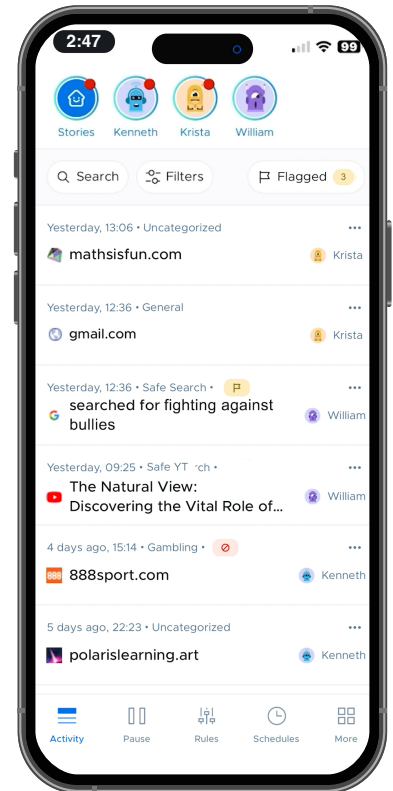 2:47
99
Stories
Kenneth
Krista
William
Search
Filters
Flagged 3
Yesterday, 13:06 • Uncategorized
mathsisfun.com
Krista
Yesterday, 12:36 • General
gmail.com
Krista
Yesterday, 12:36 • Safe Search •
searched for fighting against
bullies
William
Yesterday, 09:25 • Safe YT
The Natural View:
Discovering the Vital Role of...
William
4 days ago, 15:14 • Gambling •
888
888sport.com
Kenneth
5 days ago, 22:23 • Uncategorized
polarislearning.art
Kenneth
Activity
Pause
Rules
Schedules
More